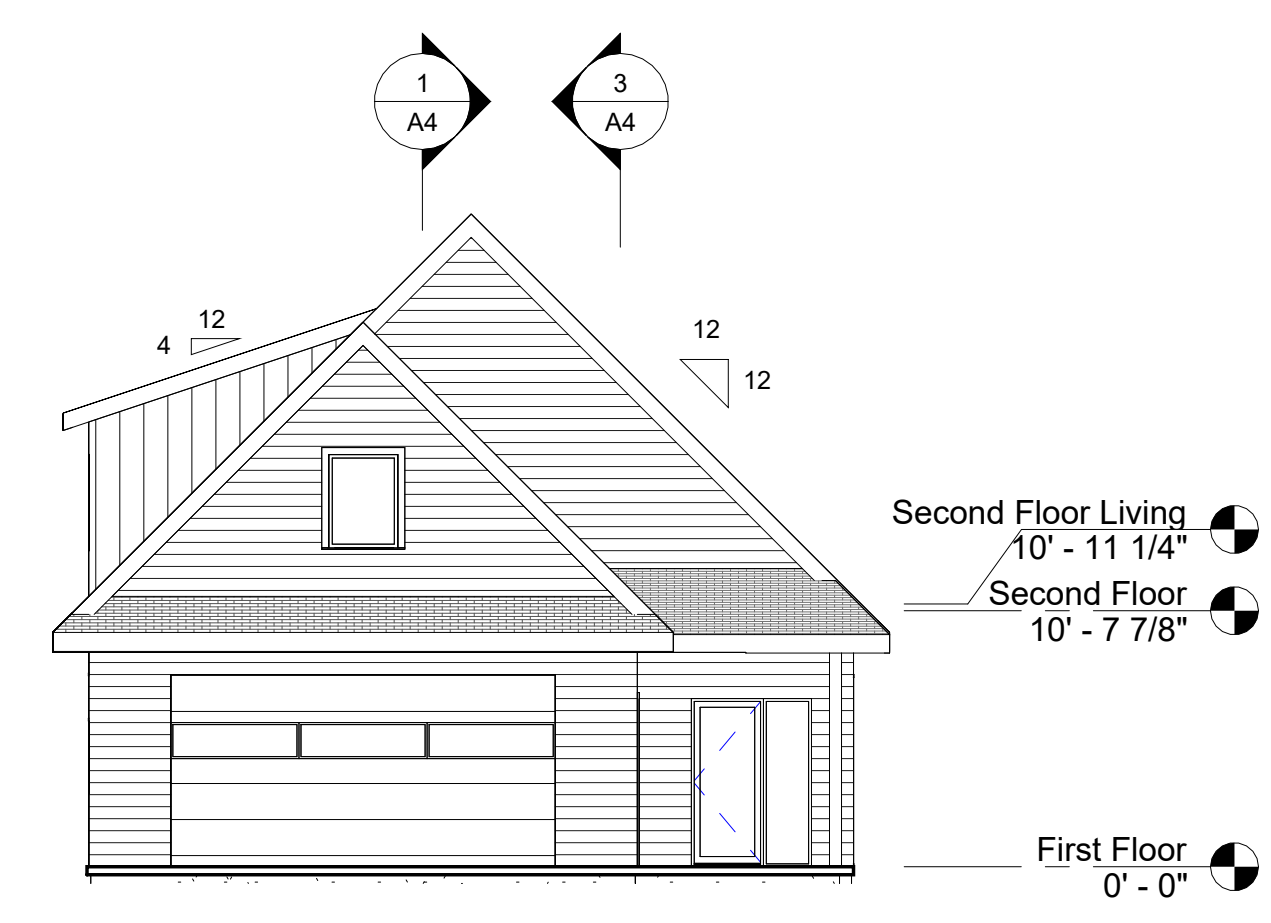 1
A4
3
A4
12
4
12
12
Second Floor Living
10' - 11 1/4"
Second Floor
10' - 7 7/8"
First Floor
0' - 0"